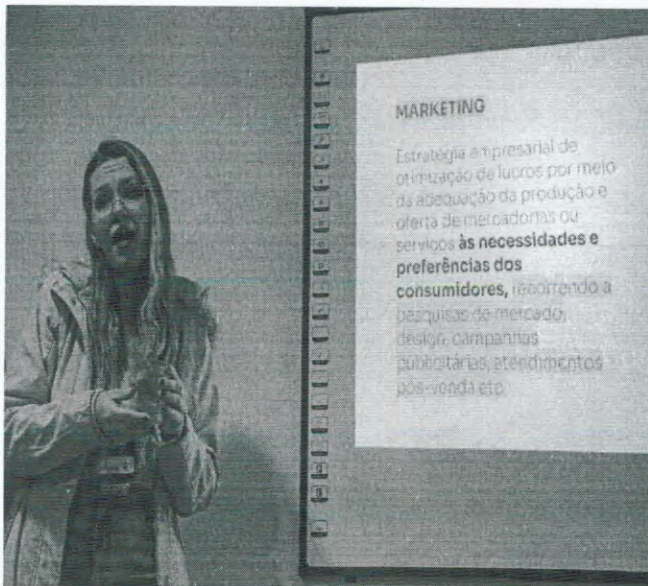 MARKETING
Estratégia empresarial de
otimização de lucros por meio
da adequação da produção e
oferta de mercadorias ou
serviços às necessidades e
preferências dos
consumidores, recorrendo a
pesquisas de mercado,
design, campanhas
publicitárias, atendimentos
pós-venda etc.